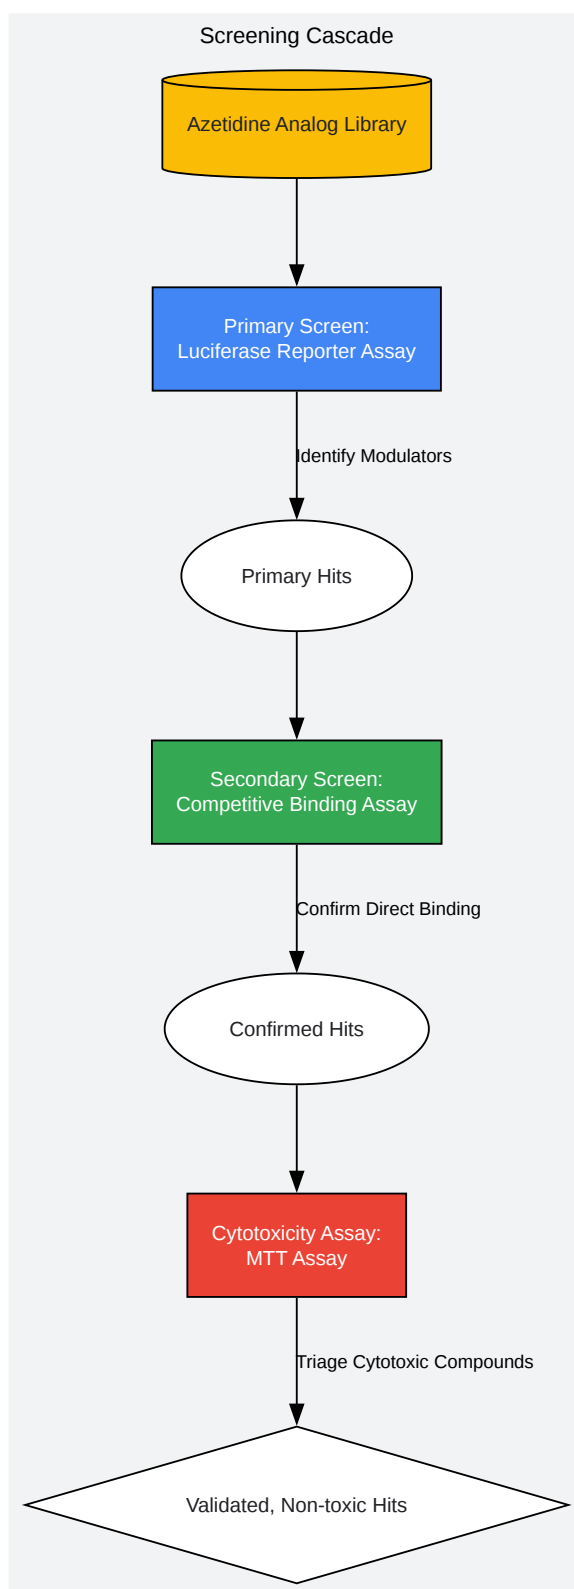 Screening Cascade
Azetidine Analog Library
Primary Screen:
Luciferase Reporter Assay
Identify Modulators
Primary Hits
Secondary Screen:
Competitive Binding Assay
Confirm Direct Binding
Confirmed Hits
Cytotoxicity Assay:
MTT Assay
Triage Cytotoxic Compounds
Validated, Non-toxic Hits